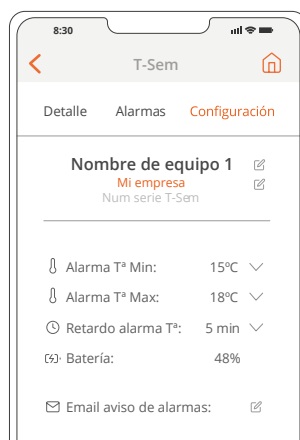 8:30
T-Sem
Detalle Alarmas Configuración
Nombre de equipo 1
Mi empresa
Num serie T-Sem
Alarma Tª Min: 15ºC
Alarma Tª Max: 18ºC
Retardo alarma Tª: 5 min
Batería: 48%
Email aviso de alarmas: